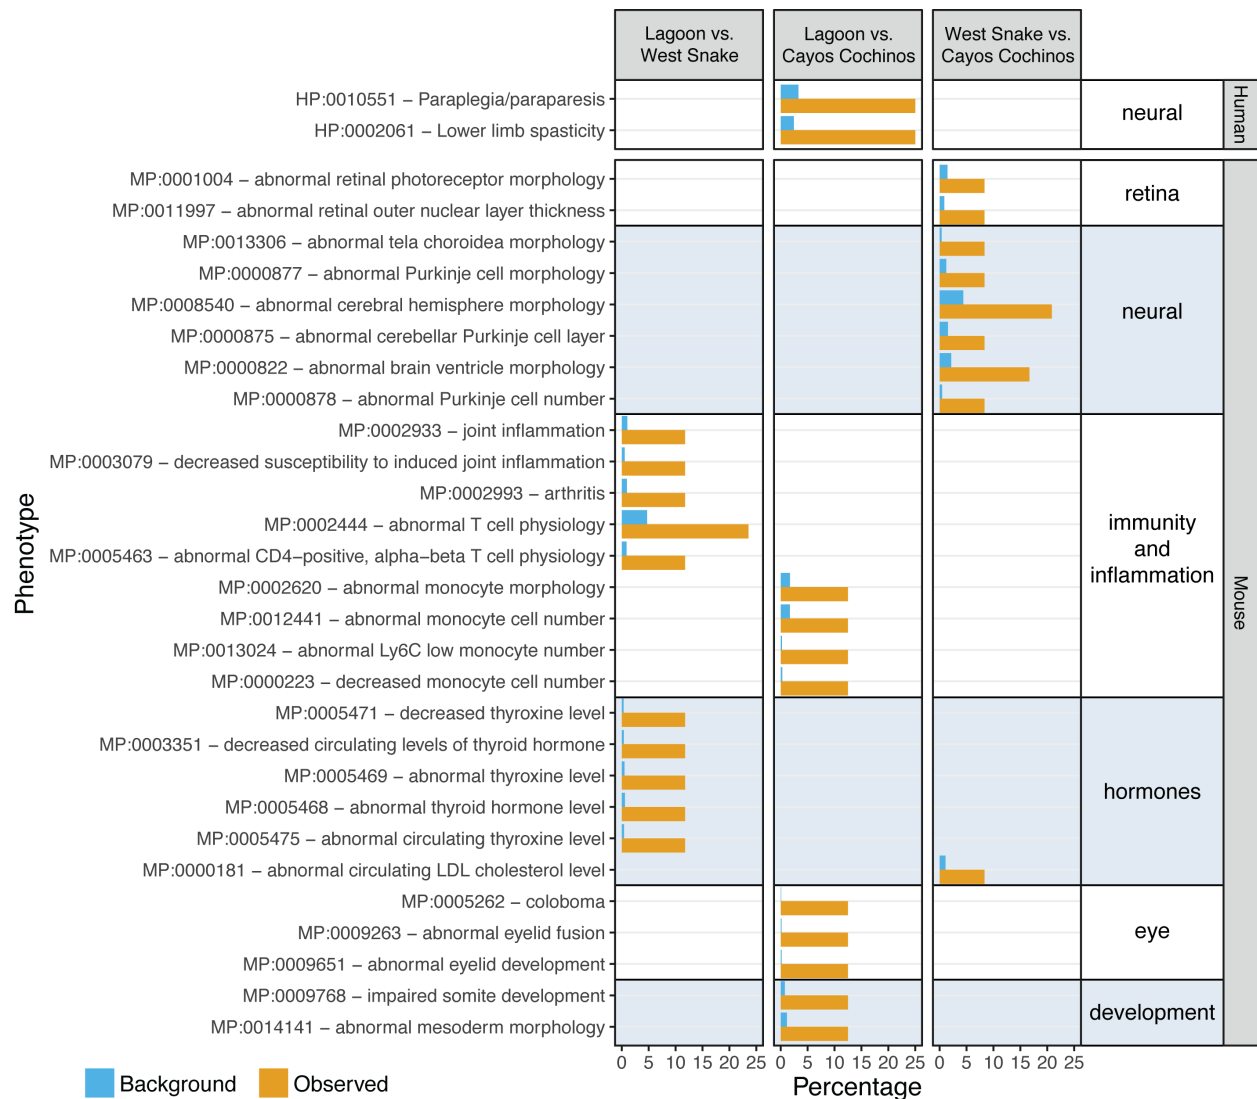 Lagoon vs.
West Snake
Lagoon vs.
Cayos Cochinos
West Snake vs.
Cayos Cochinos
HP:0010551 – Paraplegia/paraparesis
HP:0002061 – Lower limb spasticity
neural
Human
MP:0001004 – abnormal retinal photoreceptor morphology
MP:0011997 – abnormal retinal outer nuclear layer thickness
retina
MP:0013306 – abnormal tela choroidea morphology
MP:0000877 – abnormal Purkinje cell morphology
MP:0008540 – abnormal cerebral hemisphere morphology
MP:0000875 – abnormal cerebellar Purkinje cell layer
MP:0000822 – abnormal brain ventricle morphology
MP:0000878 – abnormal Purkinje cell number
neural
MP:0002933 – joint inflammation
MP:0003079 – decreased susceptibility to induced joint inflammation
MP:0002993 – arthritis
MP:0002444 – abnormal T cell physiology
MP:0005463 – abnormal CD4–positive, alpha–beta T cell physiology
MP:0002620 – abnormal monocyte morphology
MP:0012441 – abnormal monocyte cell number
MP:0013024 – abnormal Ly6C low monocyte number
MP:0000223 – decreased monocyte cell number
immunity
and
inflammation
Mouse
MP:0005471 – decreased thyroxine level
MP:0003351 – decreased circulating levels of thyroid hormone
MP:0005469 – abnormal thyroxine level
MP:0005468 – abnormal thyroid hormone level
MP:0005475 – abnormal circulating thyroxine level
MP:0000181 – abnormal circulating LDL cholesterol level
hormones
MP:0005262 – coloboma
MP:0009263 – abnormal eyelid fusion
MP:0009651 – abnormal eyelid development
eye
MP:0009768 – impaired somite development
MP:0014141 – abnormal mesoderm morphology
development
Phenotype
0 5 10 15 20 25
0 5 10 15 20 25
0 5 10 15 20 25
Percentage
Background
Observed